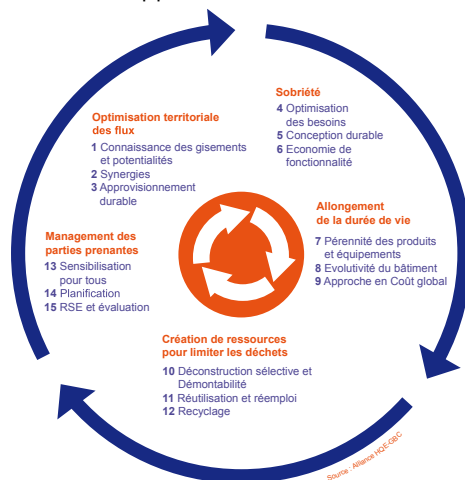 Optimisation territoriale
des flux
1 Connaissance des gisements
et potentialités
2 Synergies
3 Approvisionnement
durable
Sobriété
4 Optimisation
des besoins
5 Conception durable
6 Economie de
fonctionnalité
Allongement
de la durée de vie
7 Pérennité des produits
et équipements
8 Evolutivité du bâtiment
9 Approche en Coût global
Création de ressources
pour limiter les déchets
10 Déconstruction sélective et
Démontabilité
11 Réutilisation et réemploi
12 Recyclage
Management des
parties prenantes
13 Sensibilisation
pour tous
14 Planification
15 RSE et évaluation
Source : Alliance HQE-GBC